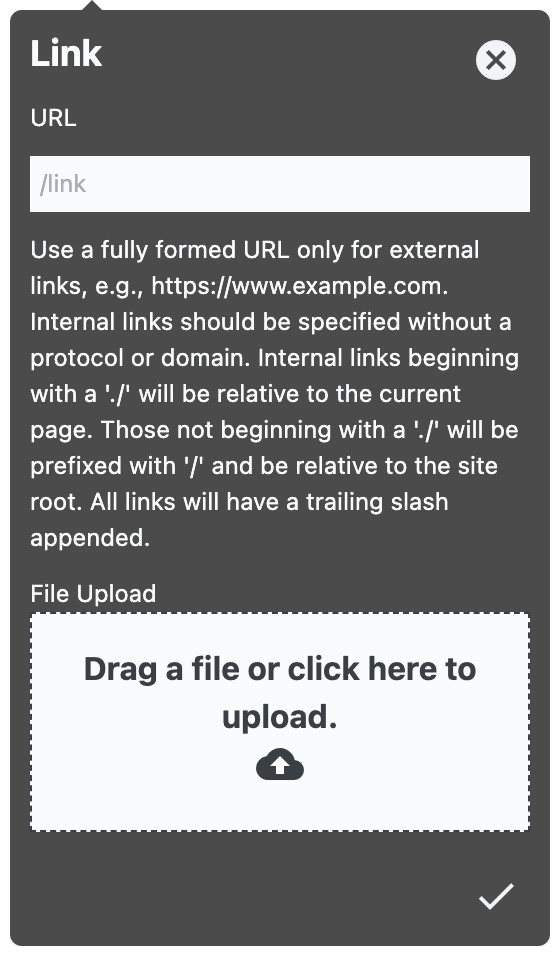 Link
URL
/link
Use a fully formed URL only for external
links, e.g., https://www.example.com.
Internal links should be specified without a
protocol or domain. Internal links beginning
with a './' will be relative to the current
page. Those not beginning with a './' will be
prefixed with '/' and be relative to the site
root. All links will have a trailing slash
appended.
File Upload
Drag a file or click here to
upload.